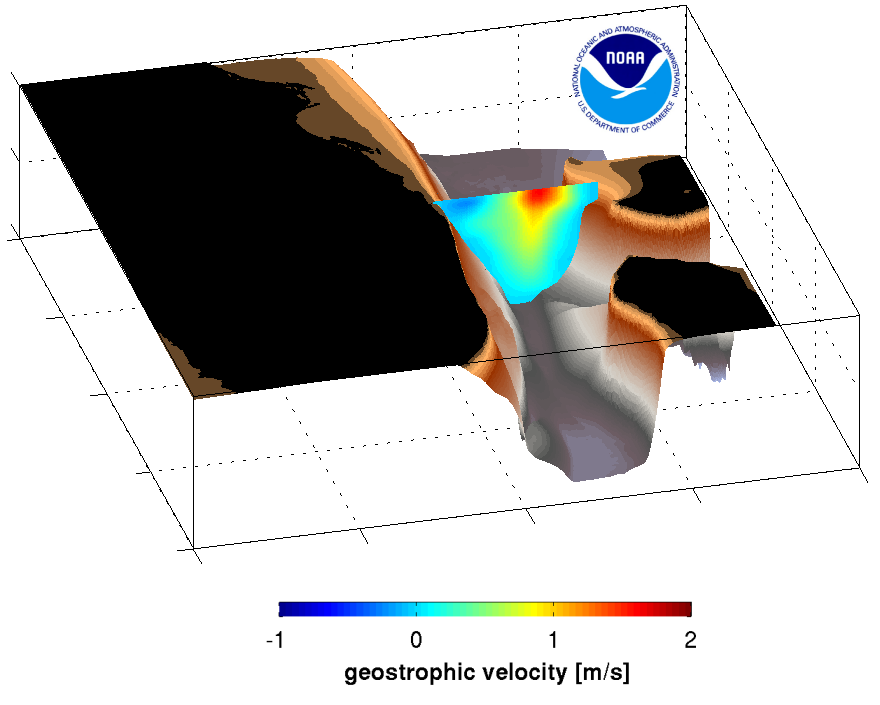 NATIONAL OCEANIC AND ATMOSPHERIC ADMINISTRATION
NOAA
U.S. DEPARTMENT OF COMMERCE
-1 0 1 2
geostrophic velocity [m/s]